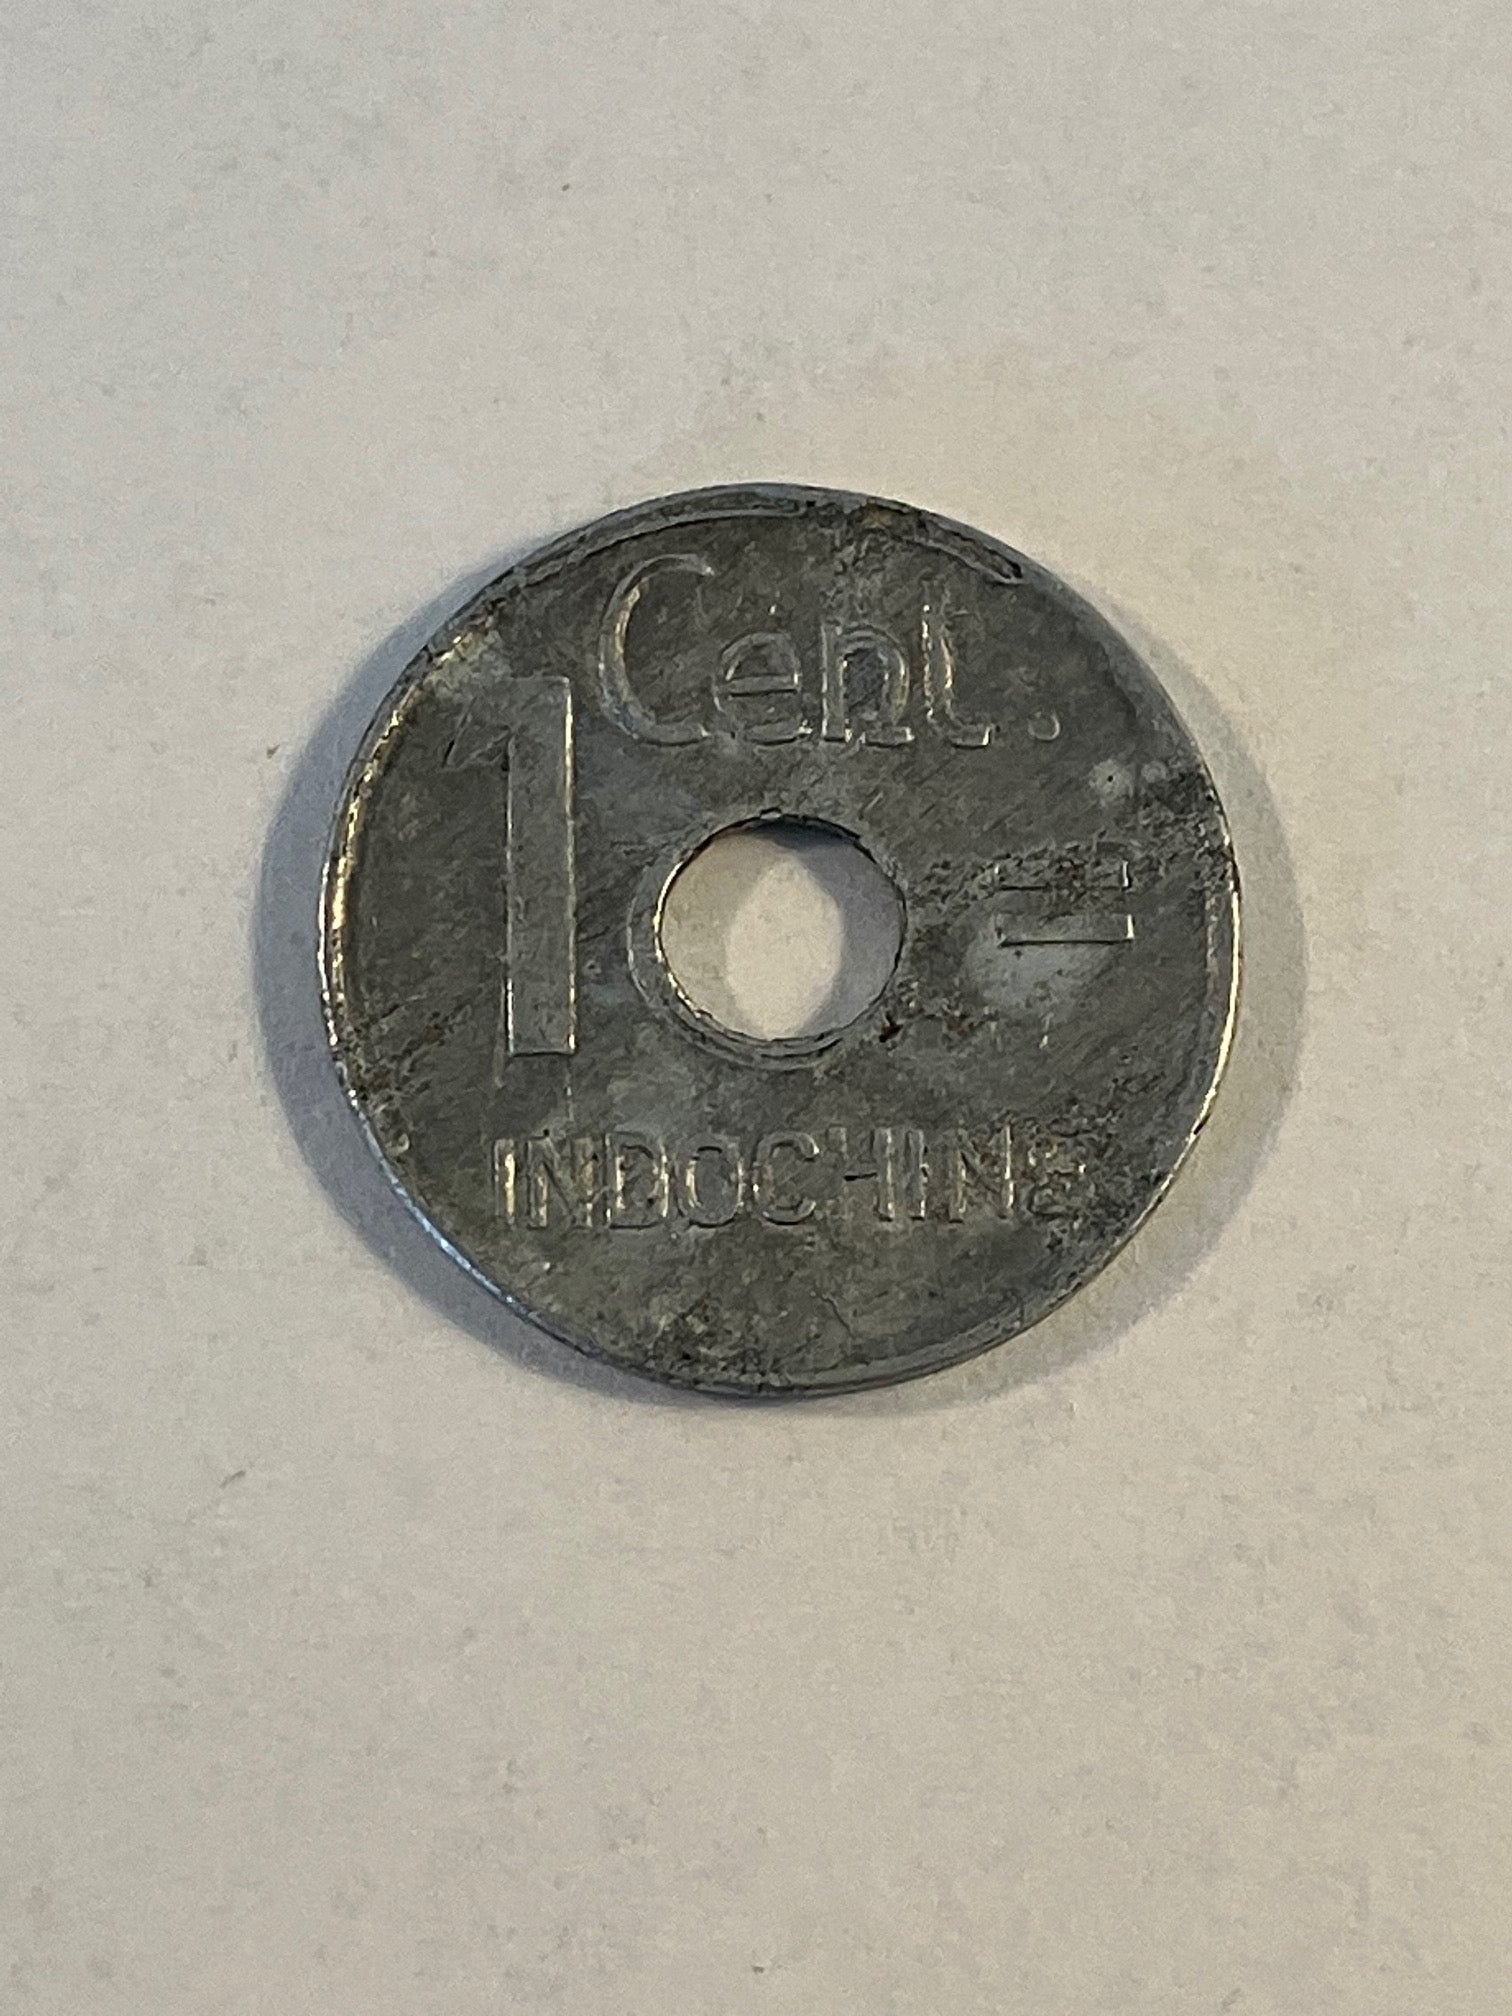 1 Cent. =
INDOCHINE